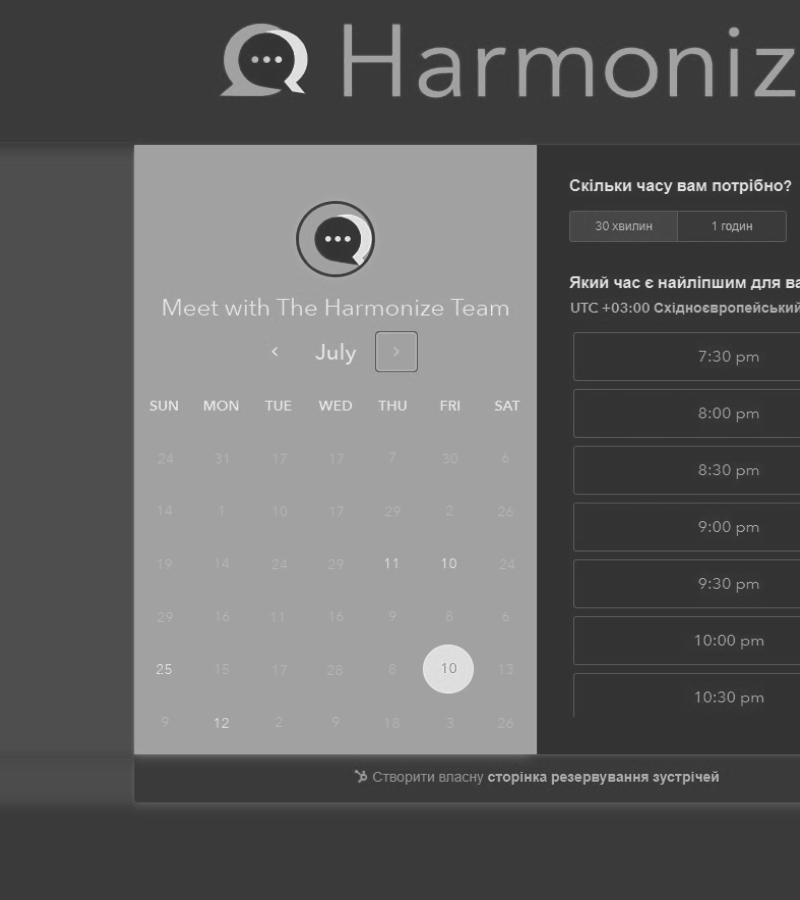 Harmoniz
Meet with The Harmonize Team
July
SUN MON TUE WED THU FRI SAT
24 31 17 17 7 30 6
14 1 10 17 29 2 26
19 14 24 29 11 10 24
29 16 11 16 9 8 6
25 15 17 28 8 10 13
9 12 2 9 18 3 26
Скільки часу вам потрібно?
30 хвилин 1 годин
Який час є найліпшим для ва
UTC +03:00 Східноєвропейський
7:30 pm
8:00 pm
8:30 pm
9:00 pm
9:30 pm
10:00 pm
10:30 pm
Створити власну сторінка резервування зустрічей